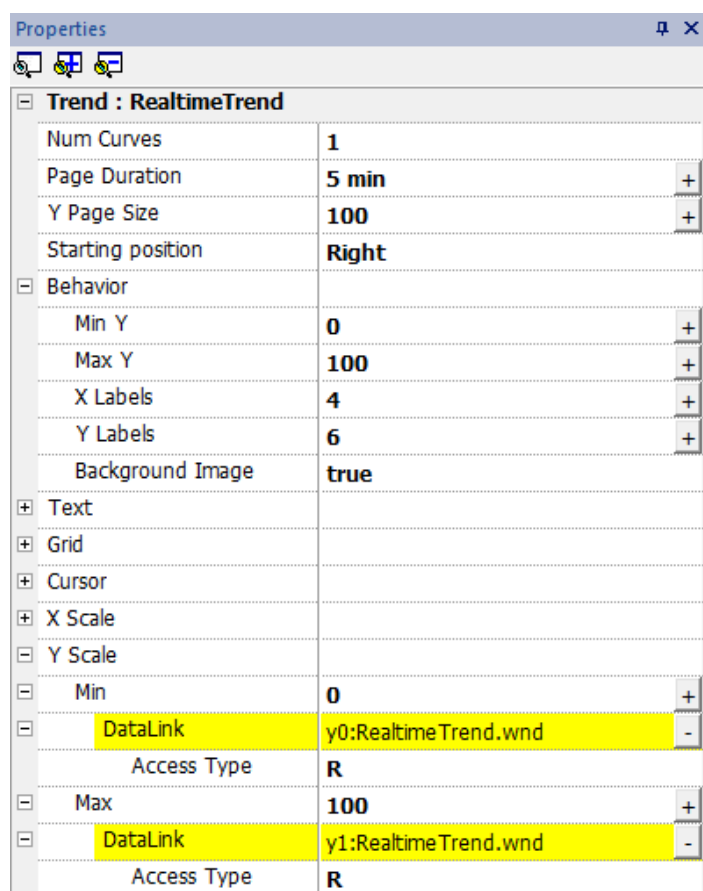 Properties
Trend : RealtimeTrend
Num Curves 1
Page Duration 5 min +
Y Page Size 100 +
Starting position Right
Behavior
Min Y 0 +
Max Y 100 +
X Labels 4 +
Y Labels 6 +
Background Image true
Text
Grid
Cursor
X Scale
Y Scale
Min 0 +
DataLink y0:RealtimeTrend.wnd -
Access Type R
Max 100 +
DataLink y1:RealtimeTrend.wnd -
Access Type R